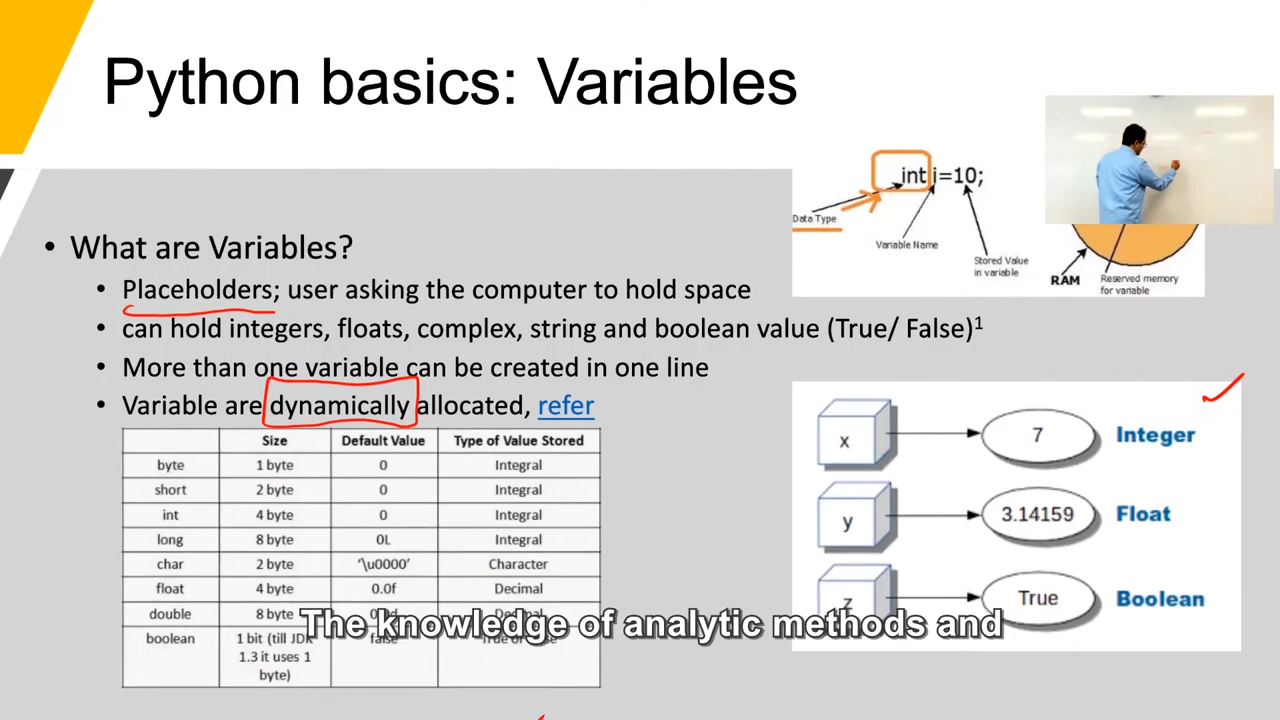 Python basics: Variables
int i=10;
Data Type
Variable Name
Stored Value
in variable
RAM
Reserved memory
for variable
• What are Variables?
• Placeholders; user asking the computer to hold space
• can hold integers, floats, complex, string and boolean value (True/ False)1
• More than one variable can be created in one line
• Variable are dynamically allocated, refer
Size Default Value Type of Value Stored
byte 1 byte 0 Integral
short 2 byte 0 Integral
int 4 byte 0 Integral
long 8 byte 0L Integral
char 2 byte '\u0000' Character
float 4 byte 0.0f Decimal
double 8 byte
boolean 1 bit (till JDK
1.3 it uses 1
byte)
x 7 Integer
y 3.14159 Float
z True Boolean
The knowledge of analytic methods and